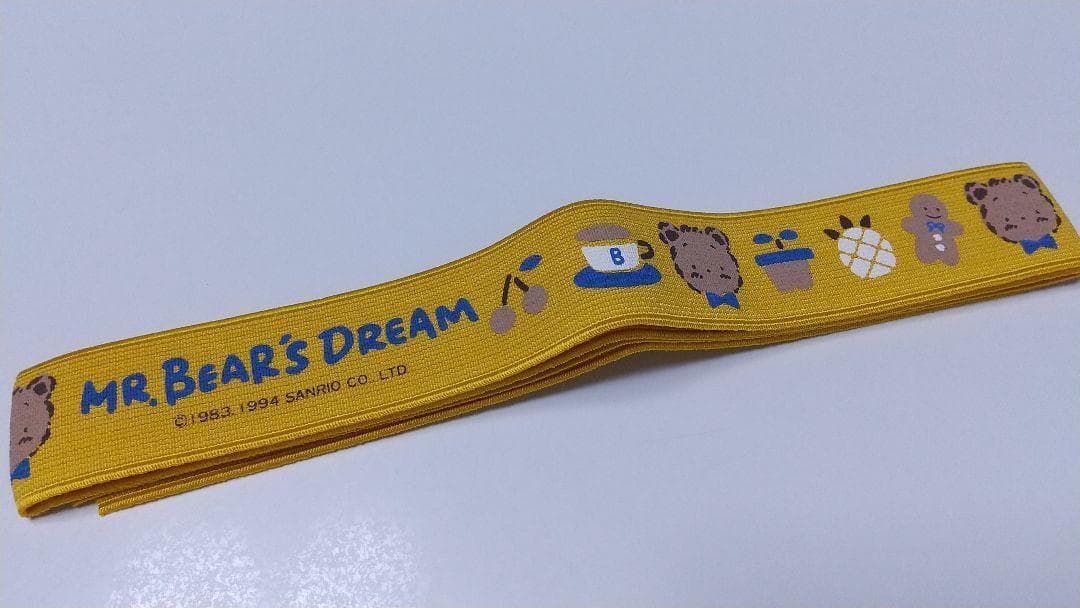 MR. BEAR'S DREAM
©1983, 1994 SANRIO CO. LTD
B